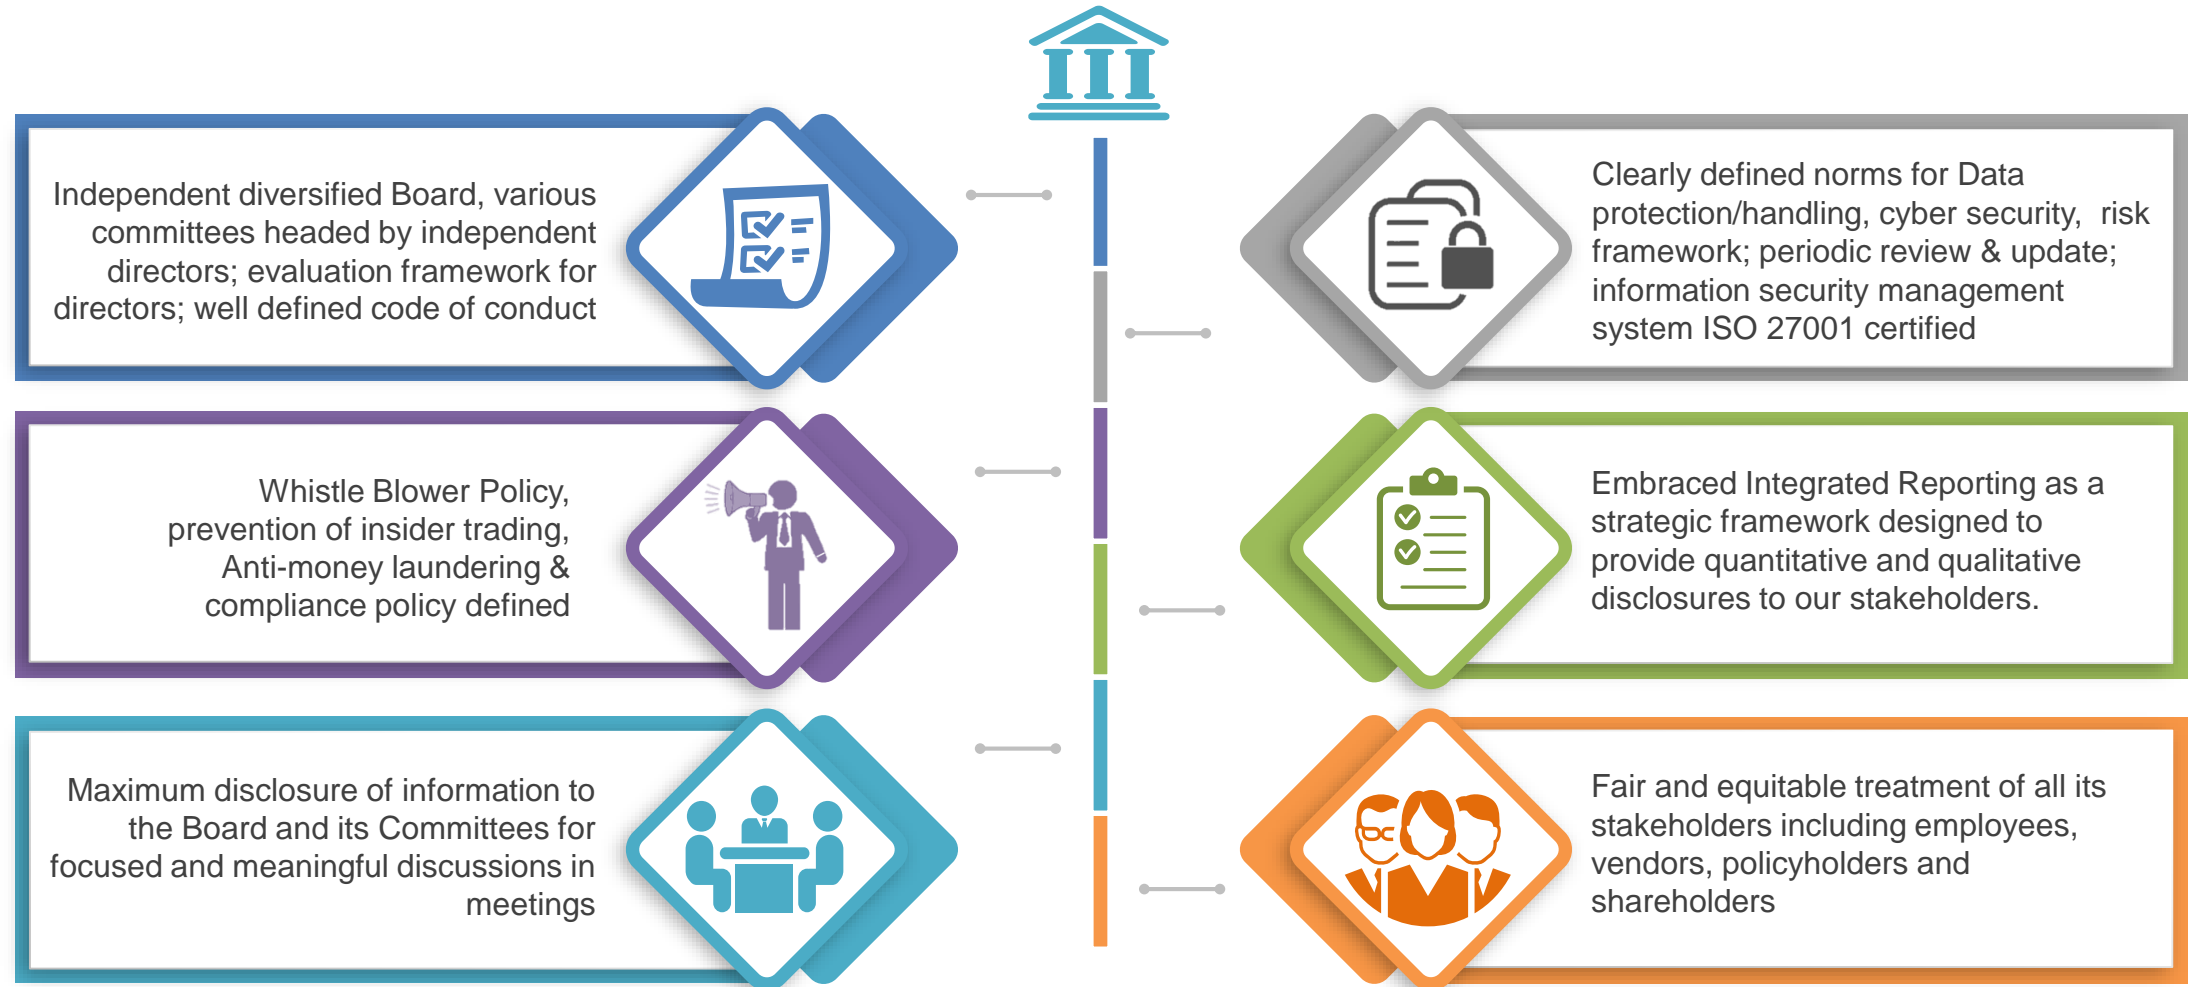 Independent diversified Board, various
committees headed by independent
directors; evaluation framework for
directors; well defined code of conduct
Clearly defined norms for Data
protection/handling, cyber security, risk
framework; periodic review & update;
information security management
system ISO 27001 certified
Whistle Blower Policy,
prevention of insider trading,
Anti-money laundering &
compliance policy defined
Embraced Integrated Reporting as a
strategic framework designed to
provide quantitative and qualitative
disclosures to our stakeholders.
Maximum disclosure of information to
the Board and its Committees for
focused and meaningful discussions in
meetings
Fair and equitable treatment of all its
stakeholders including employees,
vendors, policyholders and
shareholders